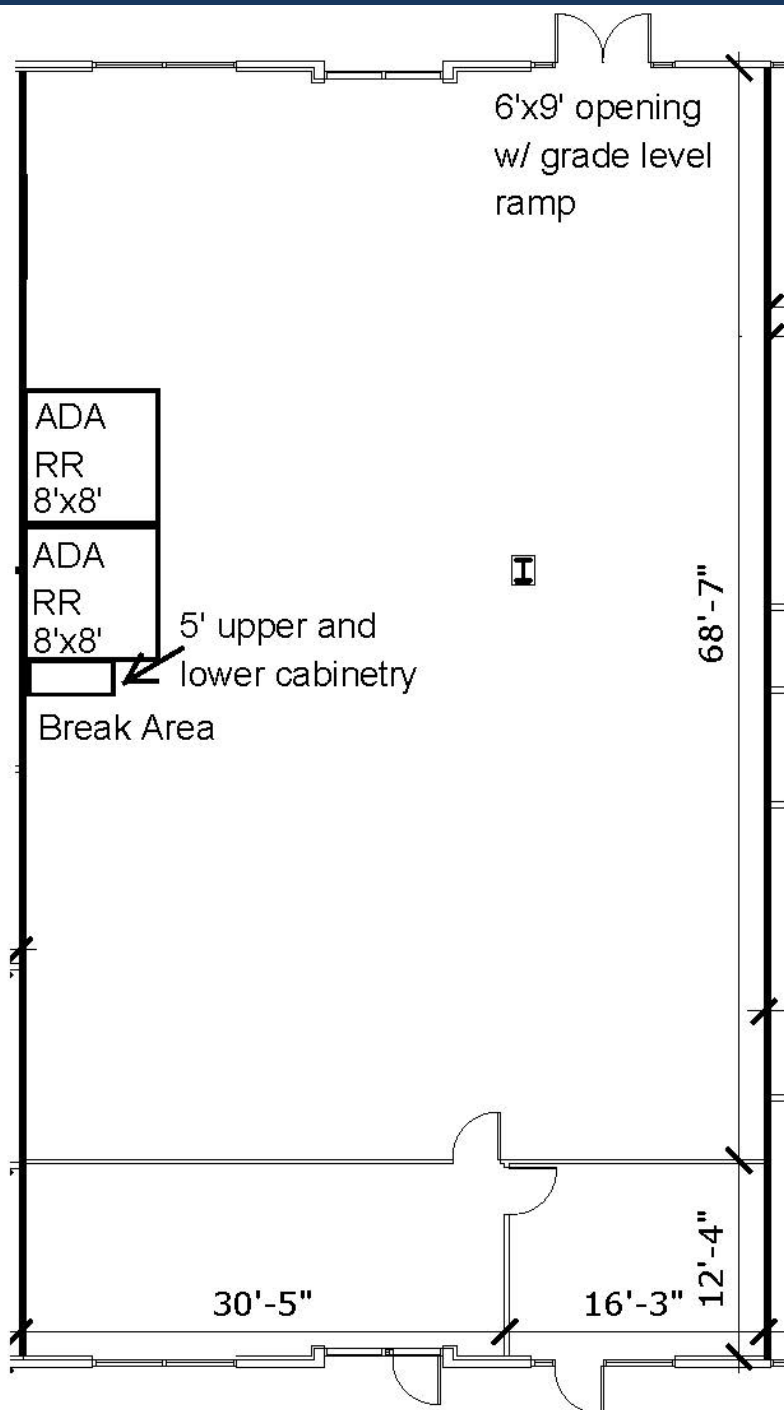 6'x9' opening
w/ grade level
ramp
ADA
RR
8'x8'
ADA
RR
8'x8'
5' upper and
lower cabinetry
Break Area
68'-7"
12'-4"
30'-5"
16'-3"